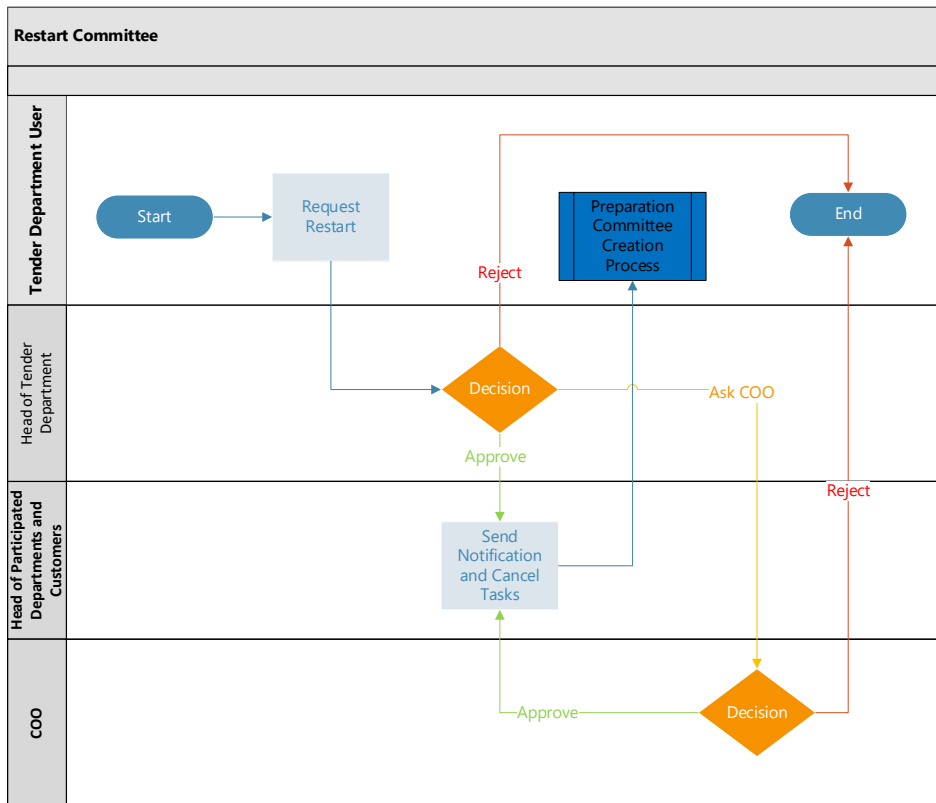 Restart Committee
Tender Department User
Start
Request
Restart
Preparation
Committee
Creation
Process
End
Reject
Head of Tender
Department
Decision
Ask COO
Approve
Head of Participated
Departments and
Customers
Send
Notification
and Cancel
Tasks
Reject
COO
Approve
Decision